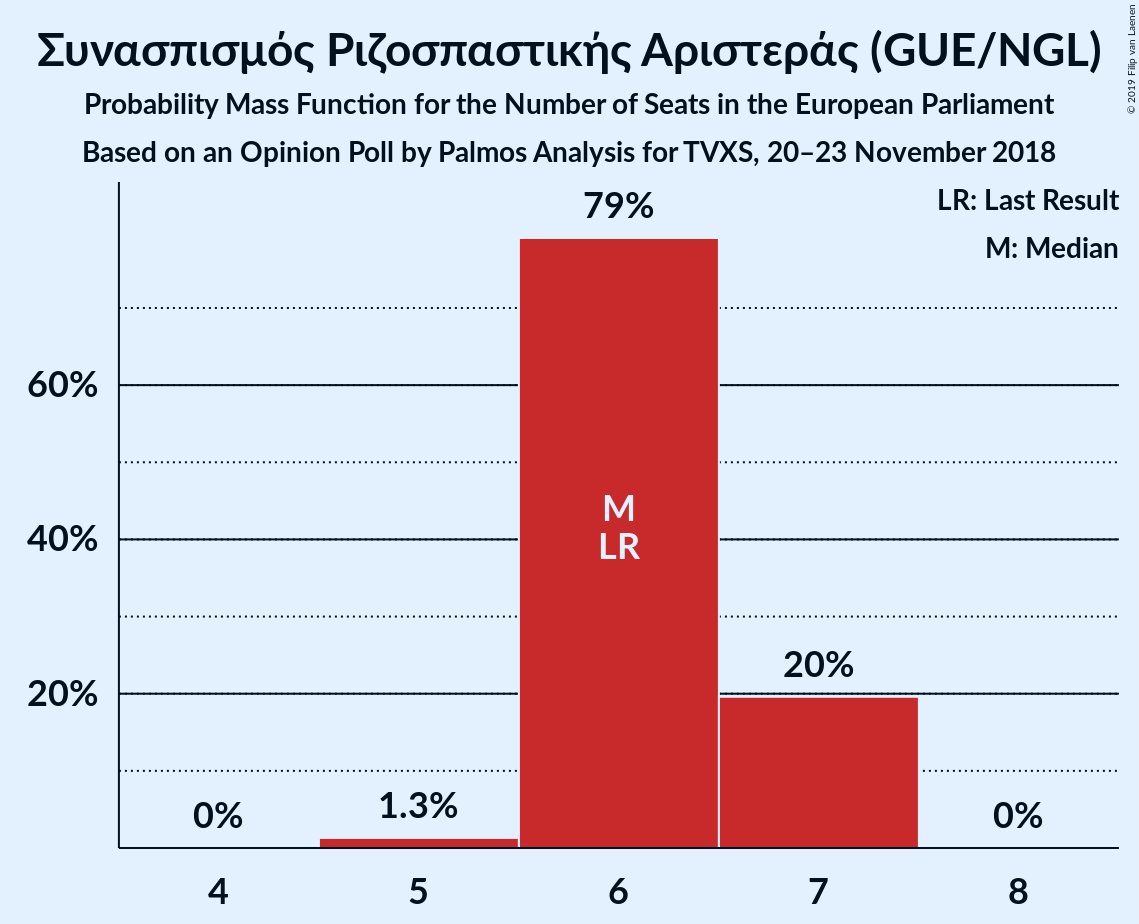 Συνασπισμός Ριζοσπαστικής Αριστεράς (GUE/NGL)
Probability Mass Function for the Number of Seats in the European Parliament
Based on an Opinion Poll by Palmos Analysis for TVXS, 20–23 November 2018
© 2019 Filip van Laenen
LR: Last Result
M: Median
79%
60%
M
40%
LR
20%
20%
1.3%
0%
0%
4
5
6
7
8